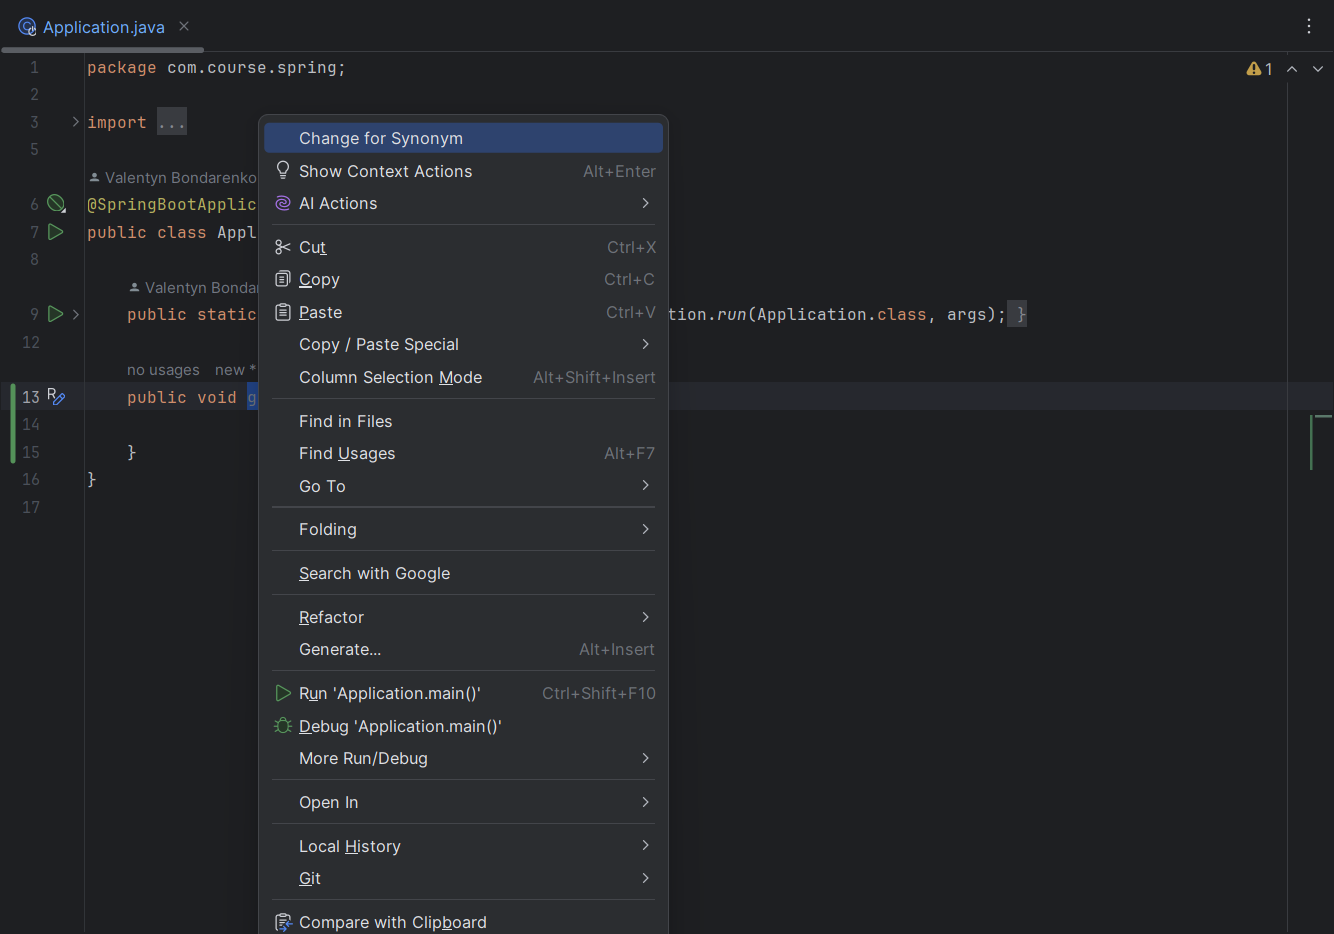 Application.java
1 package com.course.spring;
1
2
3 import ...
5
Valentyn Bondarenko
6 @SpringBootApplic
7 public class Appl
8
Valentyn Bondar
9 public static
tion.run(Application.class, args); }
12
no usages new *
13 public void g
14
15 }
16 }
17
Change for Synonym
Show Context Actions Alt+Enter
AI Actions
Cut Ctrl+X
Copy Ctrl+C
Paste Ctrl+V
Copy / Paste Special
Column Selection Mode Alt+Shift+Insert
Find in Files
Find Usages Alt+F7
Go To
Folding
Search with Google
Refactor
Generate... Alt+Insert
Run 'Application.main()' Ctrl+Shift+F10
Debug 'Application.main()'
More Run/Debug
Open In
Local History
Git
Compare with Clipboard